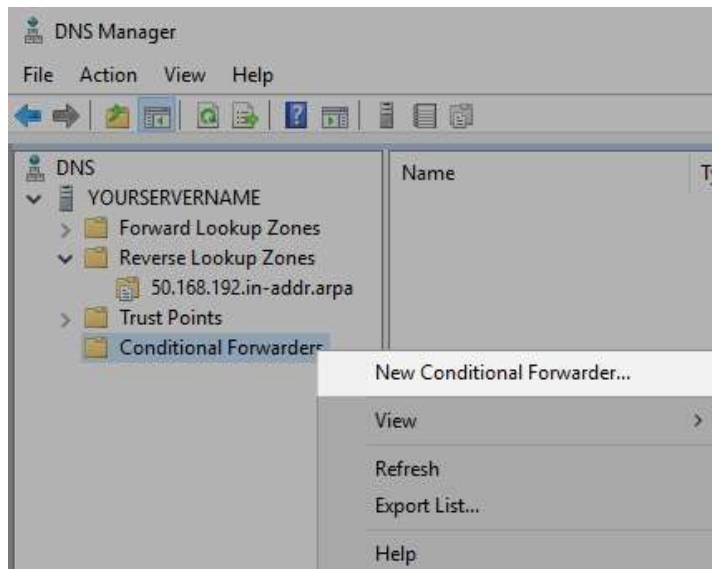 DNS Manager
File Action View Help
DNS
YOURSERVERNAME
Forward Lookup Zones
Reverse Lookup Zones
50.168.192.in-addr.arpa
Trust Points
Conditional Forwarders
Name
New Conditional Forwarder...
View
Refresh
Export List...
Help